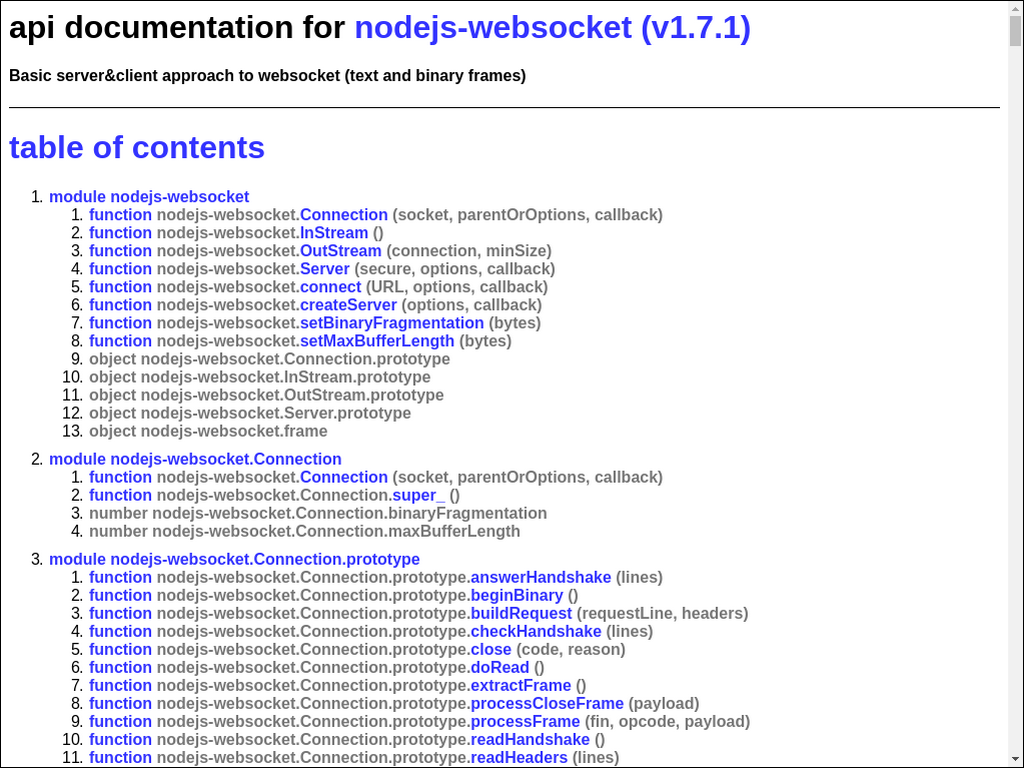 api documentation for nodejs-websocket (v1.7.1)
Basic server&client approach to websocket (text and binary frames)
table of contents
1. module nodejs-websocket
1. function nodejs-websocket.Connection (socket, parentOrOptions, callback)
2. function nodejs-websocket.InStream ()
3. function nodejs-websocket.OutStream (connection, minSize)
4. function nodejs-websocket.Server (secure, options, callback)
5. function nodejs-websocket.connect (URL, options, callback)
6. function nodejs-websocket.createServer (options, callback)
7. function nodejs-websocket.setBinaryFragmentation (bytes)
8. function nodejs-websocket.setMaxBufferLength (bytes)
9. object nodejs-websocket.Connection.prototype
10. object nodejs-websocket.InStream.prototype
11. object nodejs-websocket.OutStream.prototype
12. object nodejs-websocket.Server.prototype
13. object nodejs-websocket.frame
2. module nodejs-websocket.Connection
1. function nodejs-websocket.Connection (socket, parentOrOptions, callback)
2. function nodejs-websocket.Connection.super_ ()
3. number nodejs-websocket.Connection.binaryFragmentation
4. number nodejs-websocket.Connection.maxBufferLength
3. module nodejs-websocket.Connection.prototype
1. function nodejs-websocket.Connection.prototype.answerHandshake (lines)
2. function nodejs-websocket.Connection.prototype.beginBinary ()
3. function nodejs-websocket.Connection.prototype.buildRequest (requestLine, headers)
4. function nodejs-websocket.Connection.prototype.checkHandshake (lines)
5. function nodejs-websocket.Connection.prototype.close (code, reason)
6. function nodejs-websocket.Connection.prototype.doRead ()
7. function nodejs-websocket.Connection.prototype.extractFrame ()
8. function nodejs-websocket.Connection.prototype.processCloseFrame (payload)
9. function nodejs-websocket.Connection.prototype.processFrame (fin, opcode, payload)
10. function nodejs-websocket.Connection.prototype.readHandshake ()
11. function nodejs-websocket.Connection.prototype.readHeaders (lines)